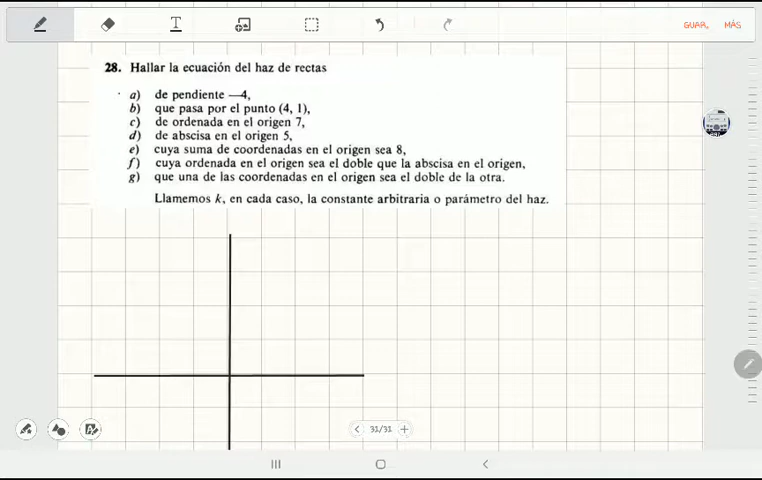 GUAR. MÁS
28. Hallar la ecuación del haz de rectas
a) de pendiente —4,
b) que pasa por el punto (4, 1),
c) de ordenada en el origen 7,
d) de abscisa en el origen 5,
e) cuya suma de coordenadas en el origen sea 8,
f) cuya ordenada en el origen sea el doble que la abscisa en el origen,
g) que una de las coordenadas en el origen sea el doble de la otra.
Llamemos k, en cada caso, la constante arbitraria o parámetro del haz.
31/31